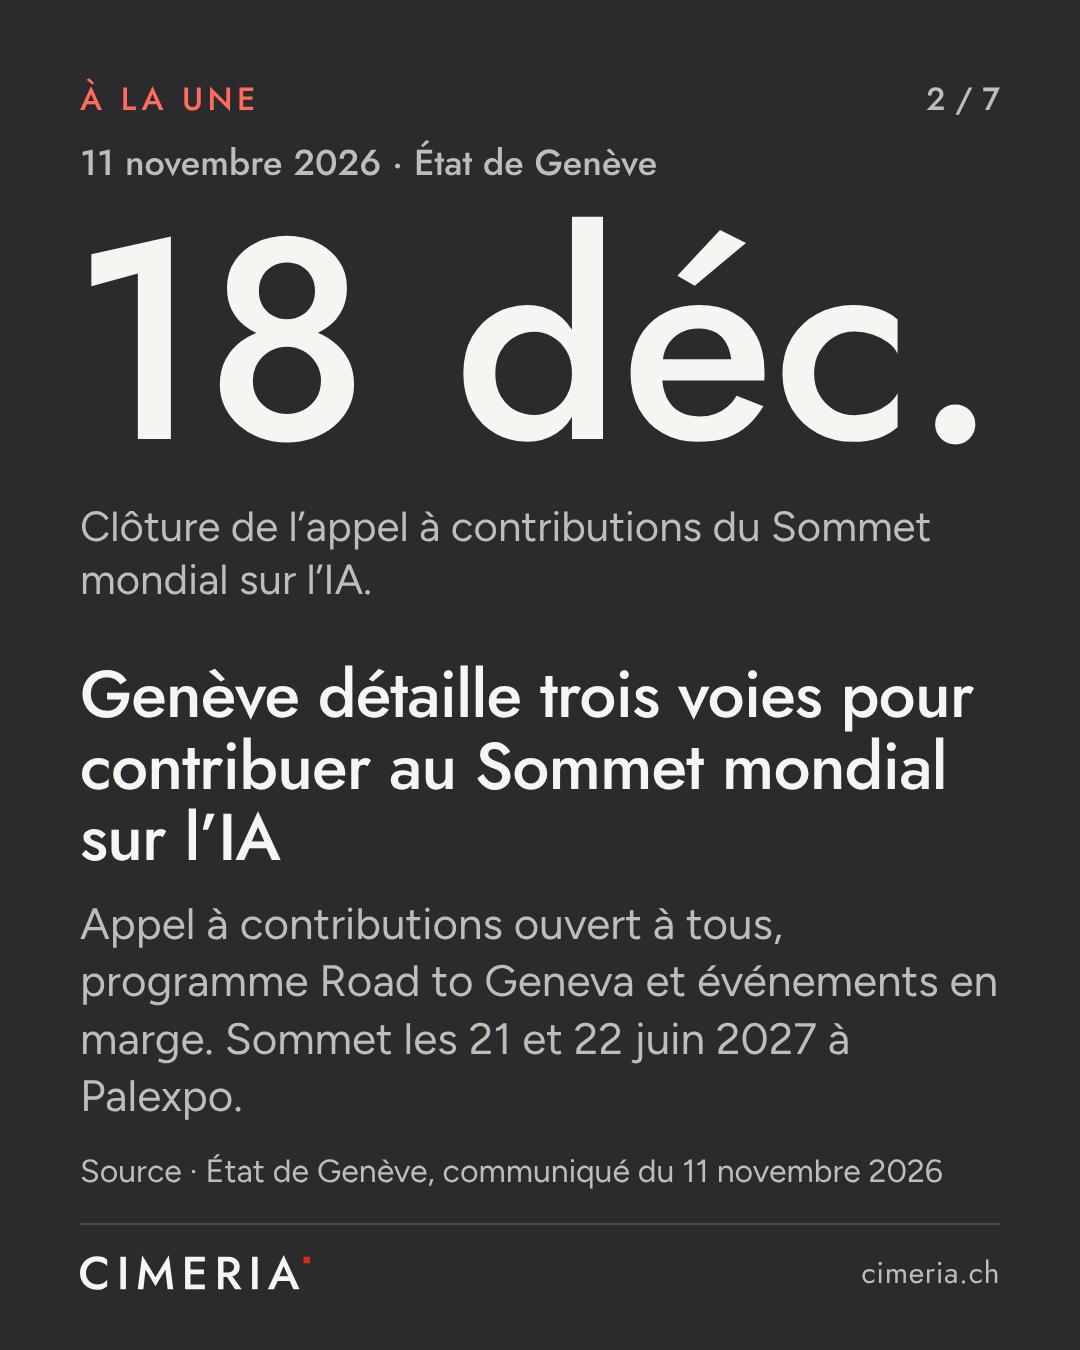 À LA UNE
2 / 7
11 novembre 2026 · État de Genève
18 déc.
Clôture de l’appel à contributions du Sommet
mondial sur l’IA.
Genève détaille trois voies pour
contribuer au Sommet mondial
sur l’IA
Appel à contributions ouvert à tous,
programme Road to Geneva et événements en
marge. Sommet les 21 et 22 juin 2027 à
Palexpo.
Source · État de Genève, communiqué du 11 novembre 2026
CIMERIA
cimeria.ch